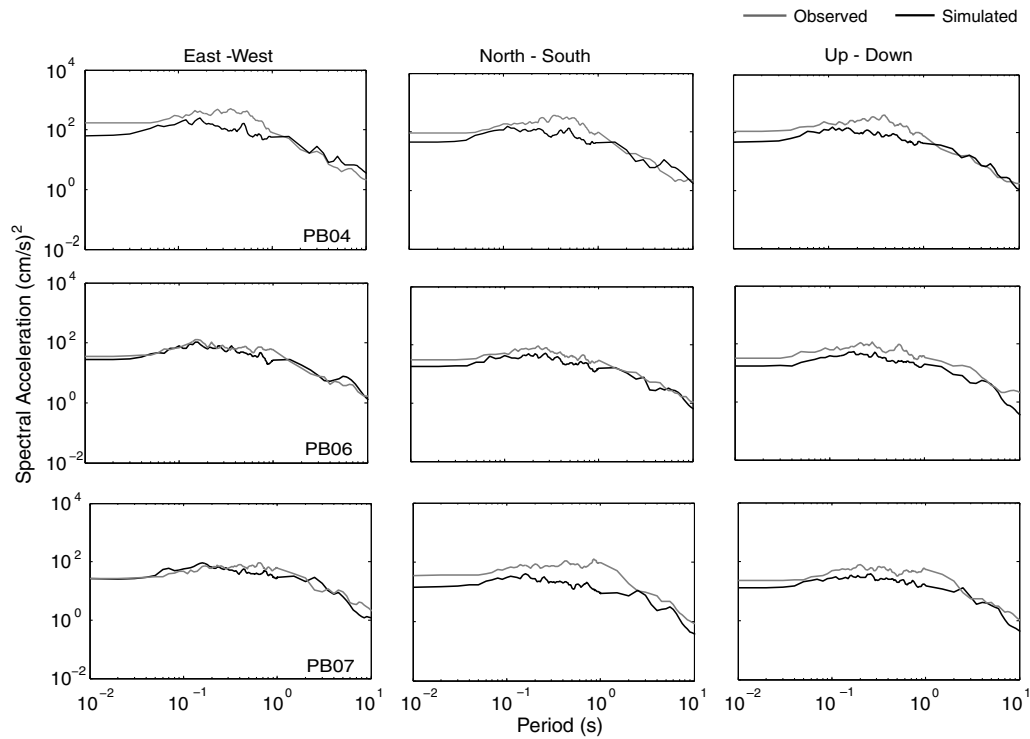 Observed
Simulated
East -West
North - South
Up - Down
10^4
10^2
10^0
10^−2
PB04
10^4
10^2
10^0
10^−2
PB06
Spectral Acceleration (cm/s)^2
10^4
10^2
10^0
10^−2
PB07
10^−2 10^−1 10^0 10^1
10^−2 10^−1 10^0 10^1
10^−2 10^−1 10^0 10^1
Period (s)